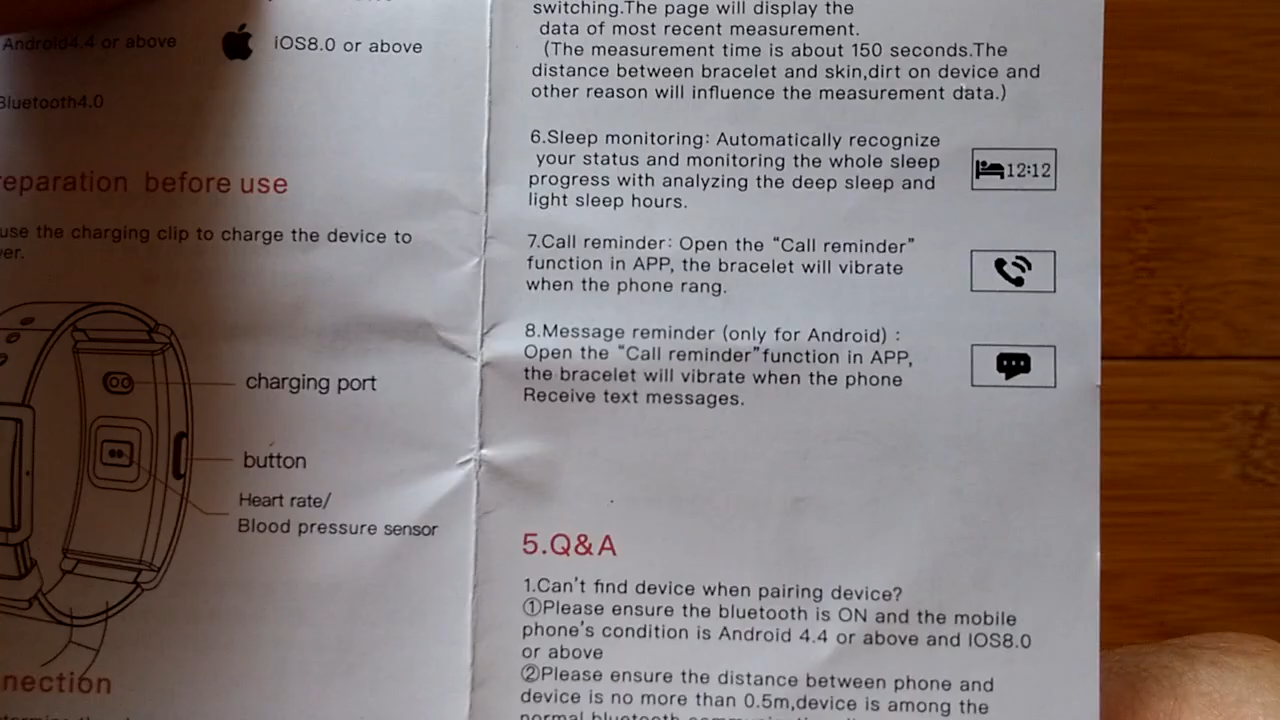 Android4.4 or above
iOS8.0 or above
Bluetooth4.0
eparation before use
use the charging clip to charge the device to
er.
charging port
button
Heart rate/
Blood pressure sensor
nection
switching.The page will display the
data of most recent measurement.
(The measurement time is about 150 seconds.The
distance between bracelet and skin,dirt on device and
other reason will influence the measurement data.)
6.Sleep monitoring: Automatically recognize
your status and monitoring the whole sleep
progress with analyzing the deep sleep and
light sleep hours.
12:12
7.Call reminder: Open the “Call reminder”
function in APP, the bracelet will vibrate
when the phone rang.
8.Message reminder (only for Android) :
Open the “Call reminder”function in APP,
the bracelet will vibrate when the phone
Receive text messages.
5.Q&A
1.Can't find device when pairing device?
①Please ensure the bluetooth is ON and the mobile
phone's condition is Android 4.4 or above and IOS8.0
or above
②Please ensure the distance between phone and
device is no more than 0.5m,device is among the
normal bluetooth